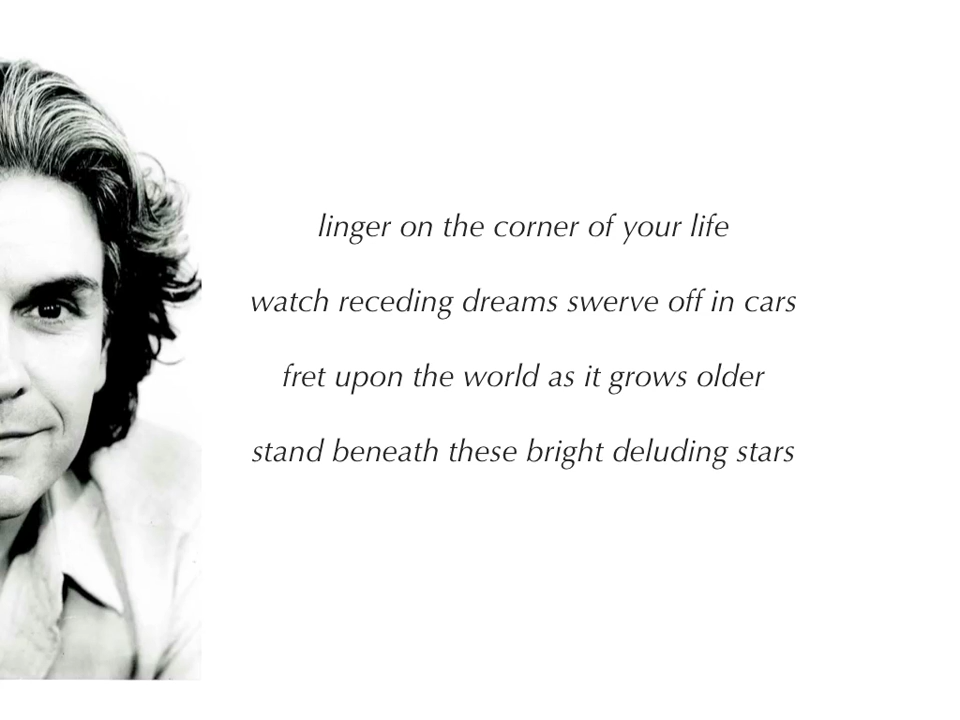 linger on the corner of your life
watch receding dreams swerve off in cars
fret upon the world as it grows older
stand beneath these bright deluding stars